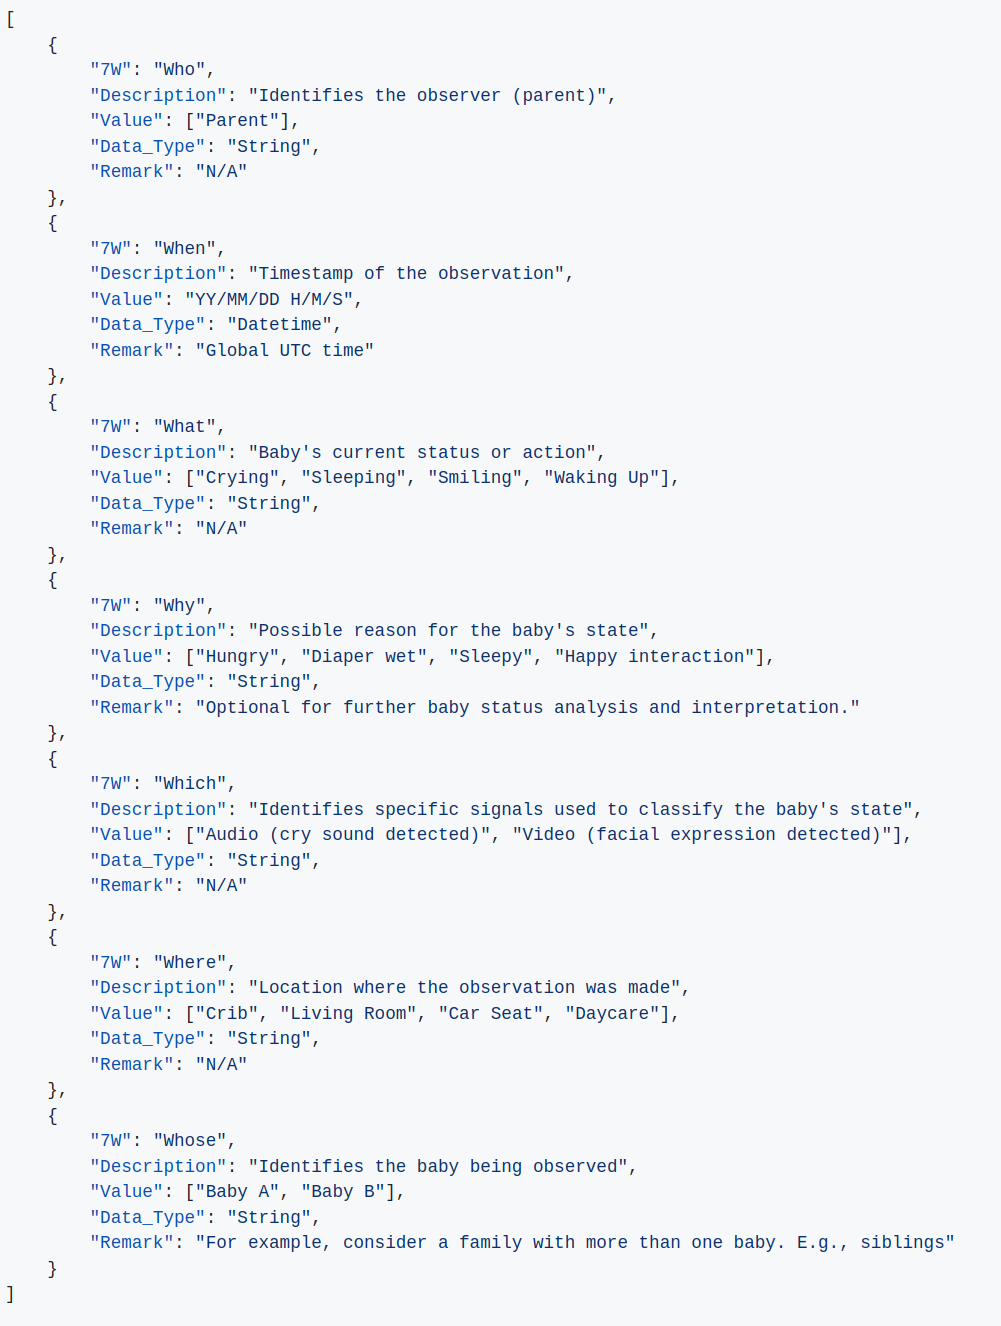 [
    {
        "7W": "Who",
        "Description": "Identifies the observer (parent)",
        "Value": ["Parent"],
        "Data_Type": "String",
        "Remark": "N/A"
    },
    {
        "7W": "When",
        "Description": "Timestamp of the observation",
        "Value": "YY/MM/DD H/M/S",
        "Data_Type": "Datetime",
        "Remark": "Global UTC time"
    },
    {
        "7W": "What",
        "Description": "Baby's current status or action",
        "Value": ["Crying", "Sleeping", "Smiling", "Waking Up"],
        "Data_Type": "String",
        "Remark": "N/A"
    },
    {
        "7W": "Why",
        "Description": "Possible reason for the baby's state",
        "Value": ["Hungry", "Diaper wet", "Sleepy", "Happy interaction"],
        "Data_Type": "String",
        "Remark": "Optional for further baby status analysis and interpretation."
    },
    {
        "7W": "Which",
        "Description": "Identifies specific signals used to classify the baby's state",
        "Value": ["Audio (cry sound detected)", "Video (facial expression detected)"],
        "Data_Type": "String",
        "Remark": "N/A"
    },
    {
        "7W": "Where",
        "Description": "Location where the observation was made",
        "Value": ["Crib", "Living Room", "Car Seat", "Daycare"],
        "Data_Type": "String",
        "Remark": "N/A"
    },
    {
        "7W": "Whose",
        "Description": "Identifies the baby being observed",
        "Value": ["Baby A", "Baby B"],
        "Data_Type": "String",
        "Remark": "For example, consider a family with more than one baby. E.g., siblings"
    }
]